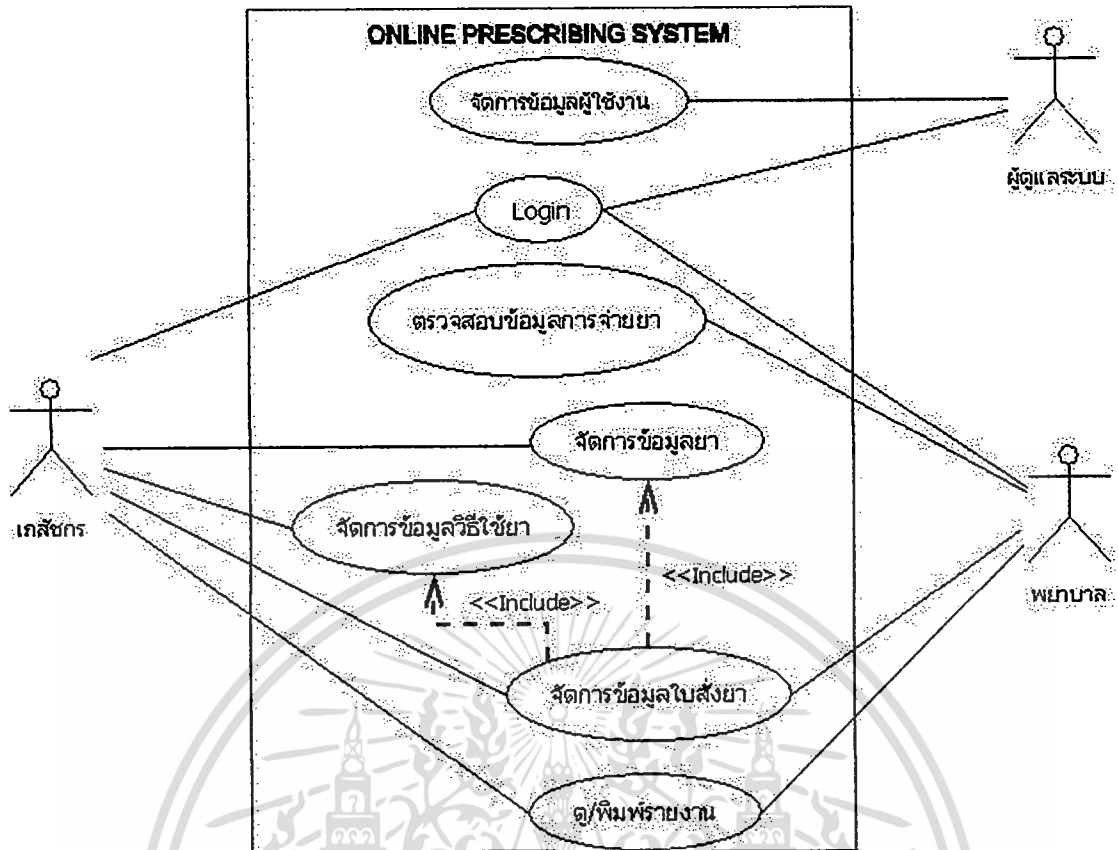 ONLINE PRESCRIBING SYSTEM
จัดการข้อมูลผู้ใช้งาน
ผู้ดูแลระบบ
Login
ตรวจสอบข้อมูลการจ่ายยา
จัดการข้อมูลยา
จัดการข้อมูลวิธีใช้ยา
เภสัชกร
<<Include>>
<<Include>>
พยาบาล
จัดการข้อมูลใบสั่งยา
ดู/พิมพ์รายงาน